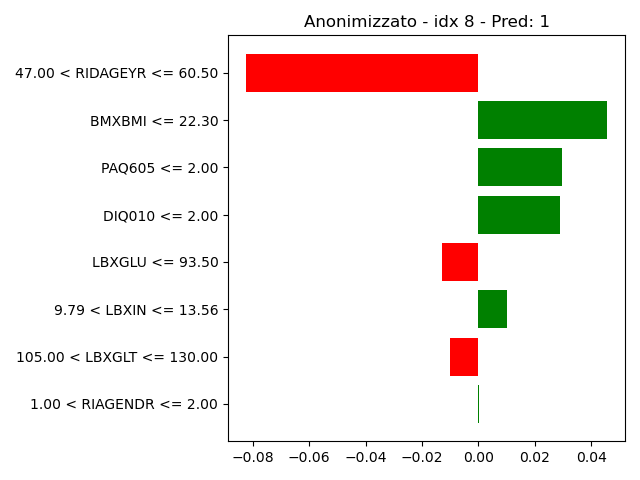 Anonimizzato - idx 8 - Pred: 1
47.00 < RIDAGEYR <= 60.50
BMXBMI <= 22.30
PAQ605 <= 2.00
DIQ010 <= 2.00
LBXGLU <= 93.50
9.79 < LBXIN <= 13.56
105.00 < LBXGLT <= 130.00
1.00 < RIAGENDR <= 2.00
−0.08 −0.06 −0.04 −0.02 0.00 0.02 0.04